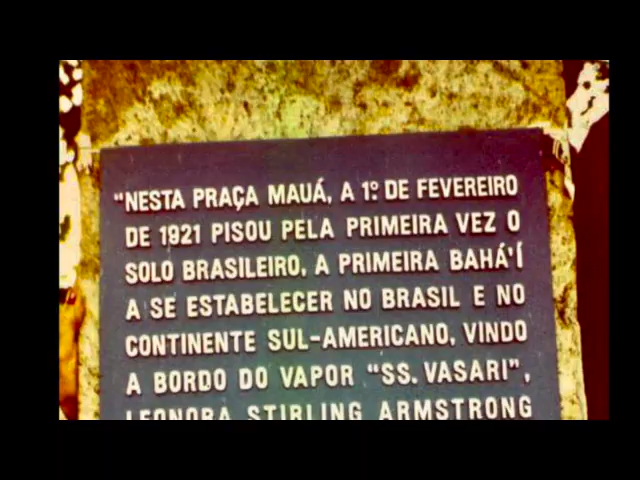 "NESTA PRAÇA MAUÁ, A 1º DE FEVEREIRO
DE 1921 PISOU PELA PRIMEIRA VEZ O
SOLO BRASILEIRO, A PRIMEIRA BAHÁ'Í
A SE ESTABELECER NO BRASIL E NO
CONTINENTE SUL-AMERICANO, VINDO
A BORDO DO VAPOR "SS. VASARI",
LEONORA STIRLING ARMSTRONG